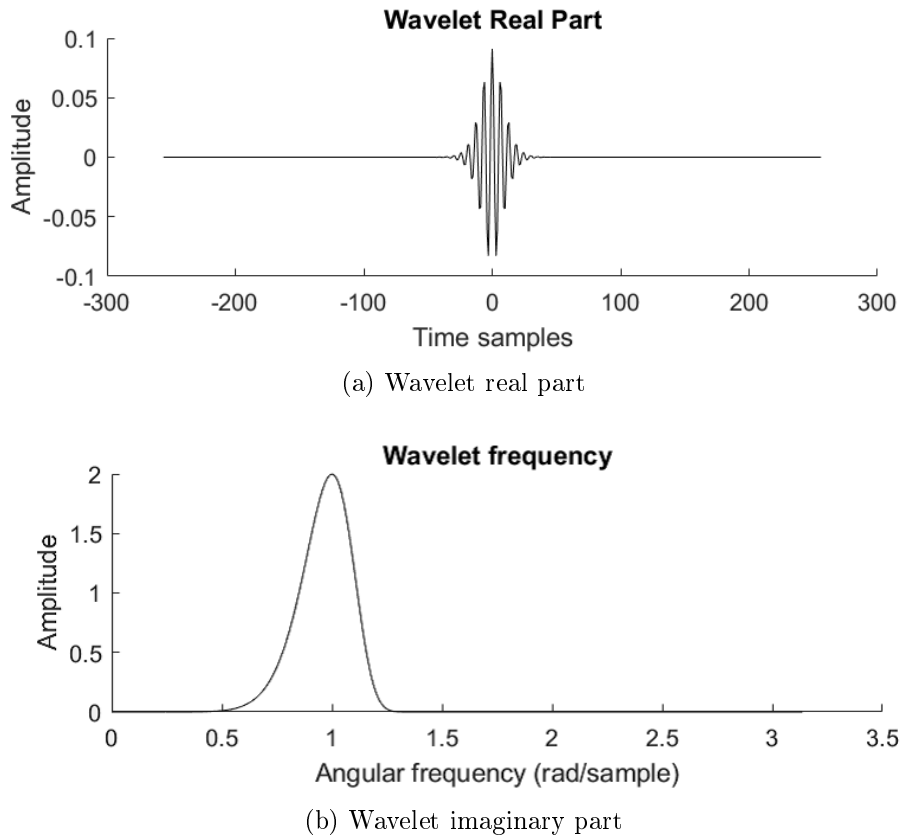 Wavelet Real Part
0.1
0.05
0
-0.05
-0.1
Amplitude
-300 -200 -100 0 100 200 300
Time samples
(a) Wavelet real part
Wavelet frequency
2
1.5
1
0.5
0
Amplitude
0 0.5 1 1.5 2 2.5 3 3.5
Angular frequency (rad/sample)
(b) Wavelet imaginary part